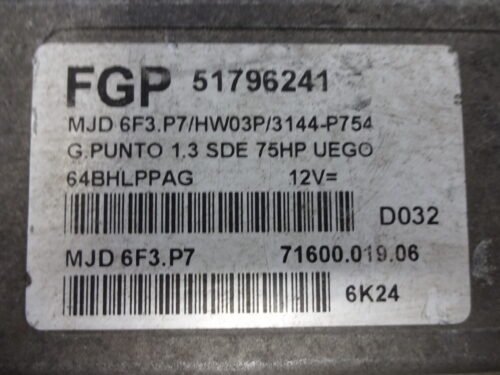 FGP 51796241
MJD 6F3.P7/HW03P/3144-P754
G.PUNTO 1.3 SDE 75HP UEGO
64BHLPPAG 12V=
D032
MJD 6F3.P7 71600.019.06
6K24